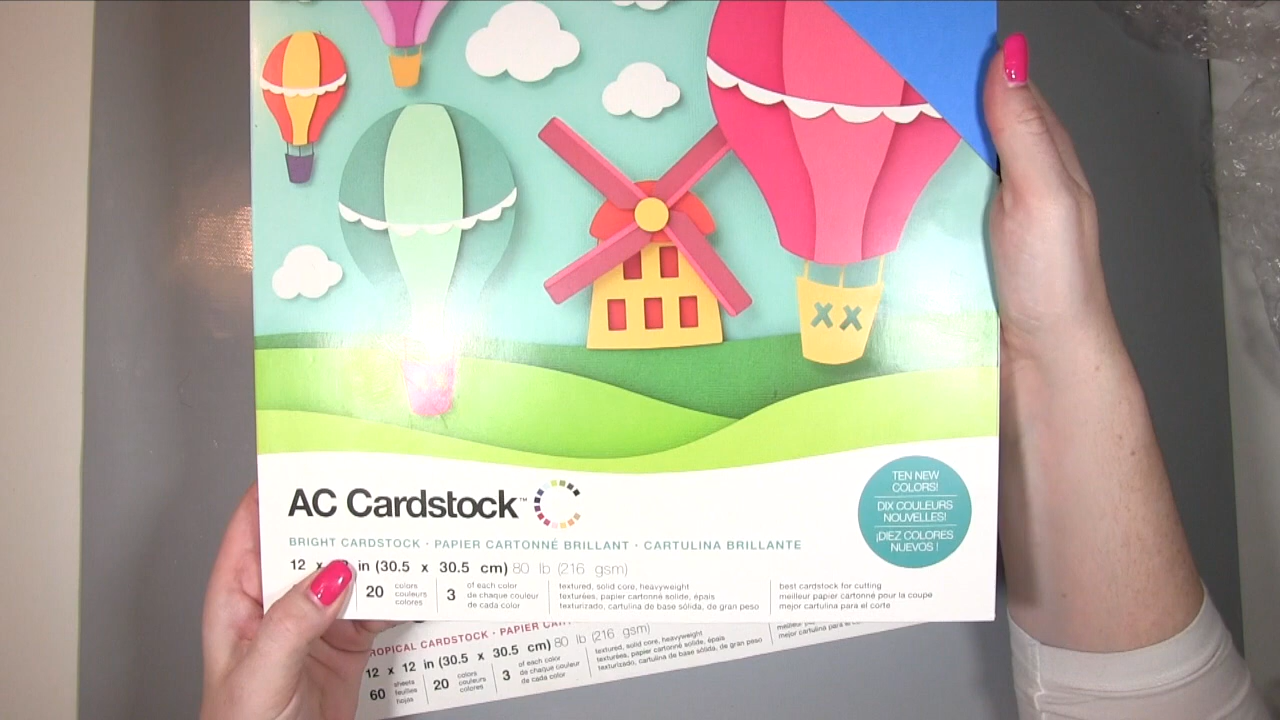 AC Cardstock™
BRIGHT CARDSTOCK · PAPIER CARTONNÉ BRILLANT · CARTULINA BRILLANTE
12 x in (30.5 x 30.5 cm) 80 lb (216 gsm)
20 colors couleurs colores
3 of each color de chaque couleur de cada color
textured, solid core, heavyweight
texturées, papier cartonné solide, épais
texturizado, cartulina de base sólida, de gran peso
best cardstock for cutting
meilleur papier cartonné pour la coupe
mejor cartulina para el corte
TEN NEW
COLORS!
DIX COULEURS
NOUVELLES!
¡DIEZ COLORES
NUEVOS !
CARDSTOCK · PAPIER
12 x 12 in (30.5 x 30.5 cm) 80 lb (216 gsm)
60 sheets feuilles hojas
20 colors couleurs colores
3 of each color de chaque couleur de cada color
textured, solid core, heavyweight
texturées, papier cartonné solide, épais
texturizado, cartulina de base sólida, de gran peso
mejor cartulina para el